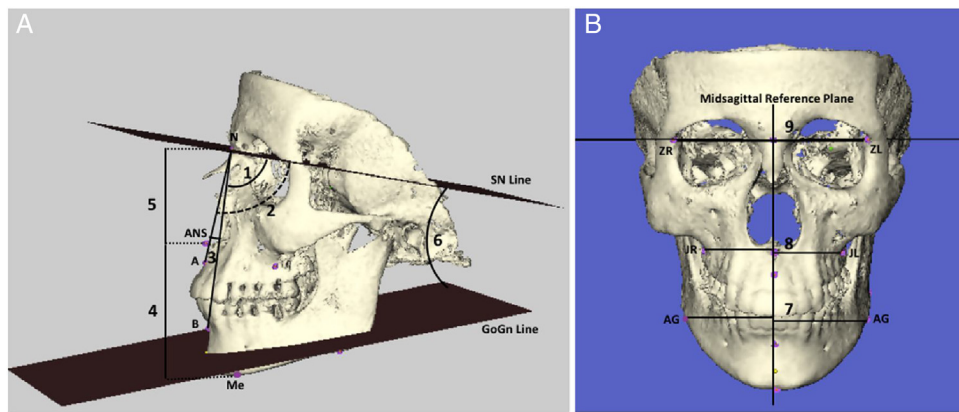 A
N
1
SN Line
2
5
ANS
3
6
A
4
B
GoGn Line
Me
B
Midsagittal Reference Plane
9
ZR
ZL
8
JR
JL
7
AG
AG